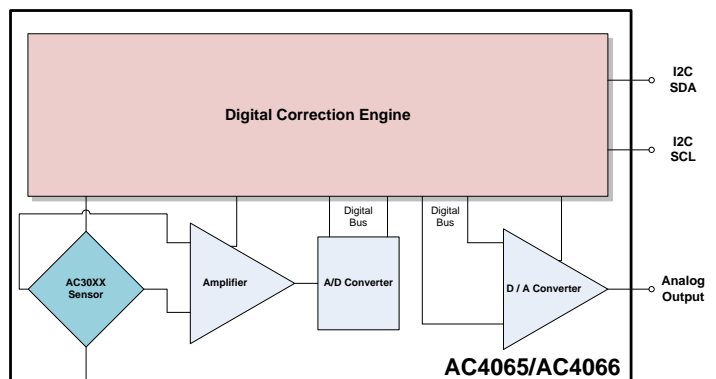 I2C
SDA
Digital Correction Engine
I2C
SCL
Digital
Bus
Digital
Bus
AC30XX
Sensor
Amplifier
A/D Converter
D / A Converter
Analog
Output
AC4065/AC4066